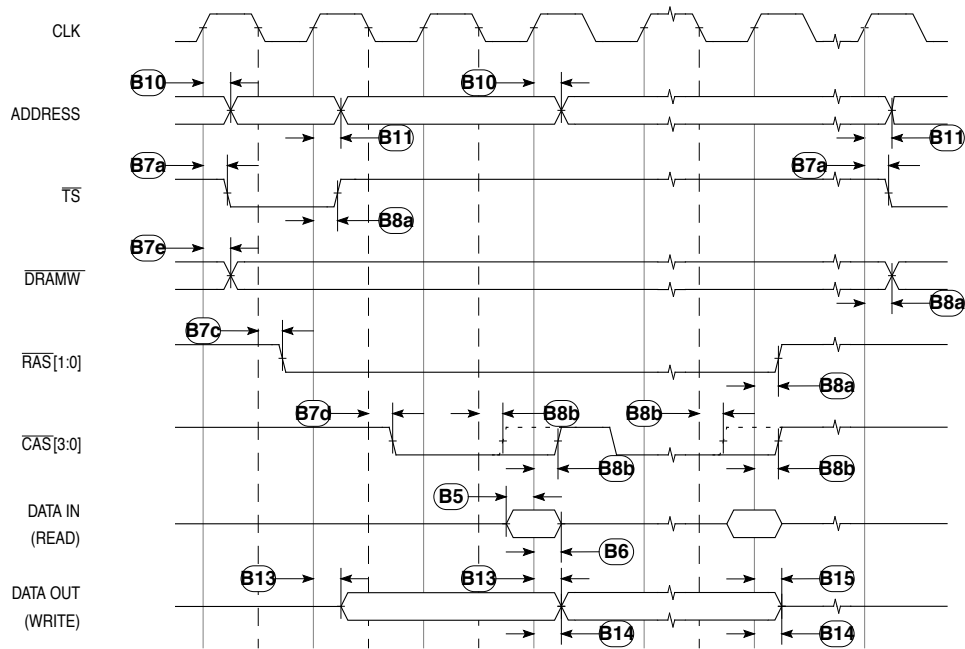 CLK
B10 B10
ADDRESS
B11 B11
B7a B7a
TS
B8a
B7e
DRAMW
B8a
B7c
RAS[1:0]
B8a
B7d B8b B8b
CAS[3:0]
B8b B8b
B5
DATA IN
(READ)
B6
B13 B13 B15
DATA OUT
(WRITE)
B14 B14